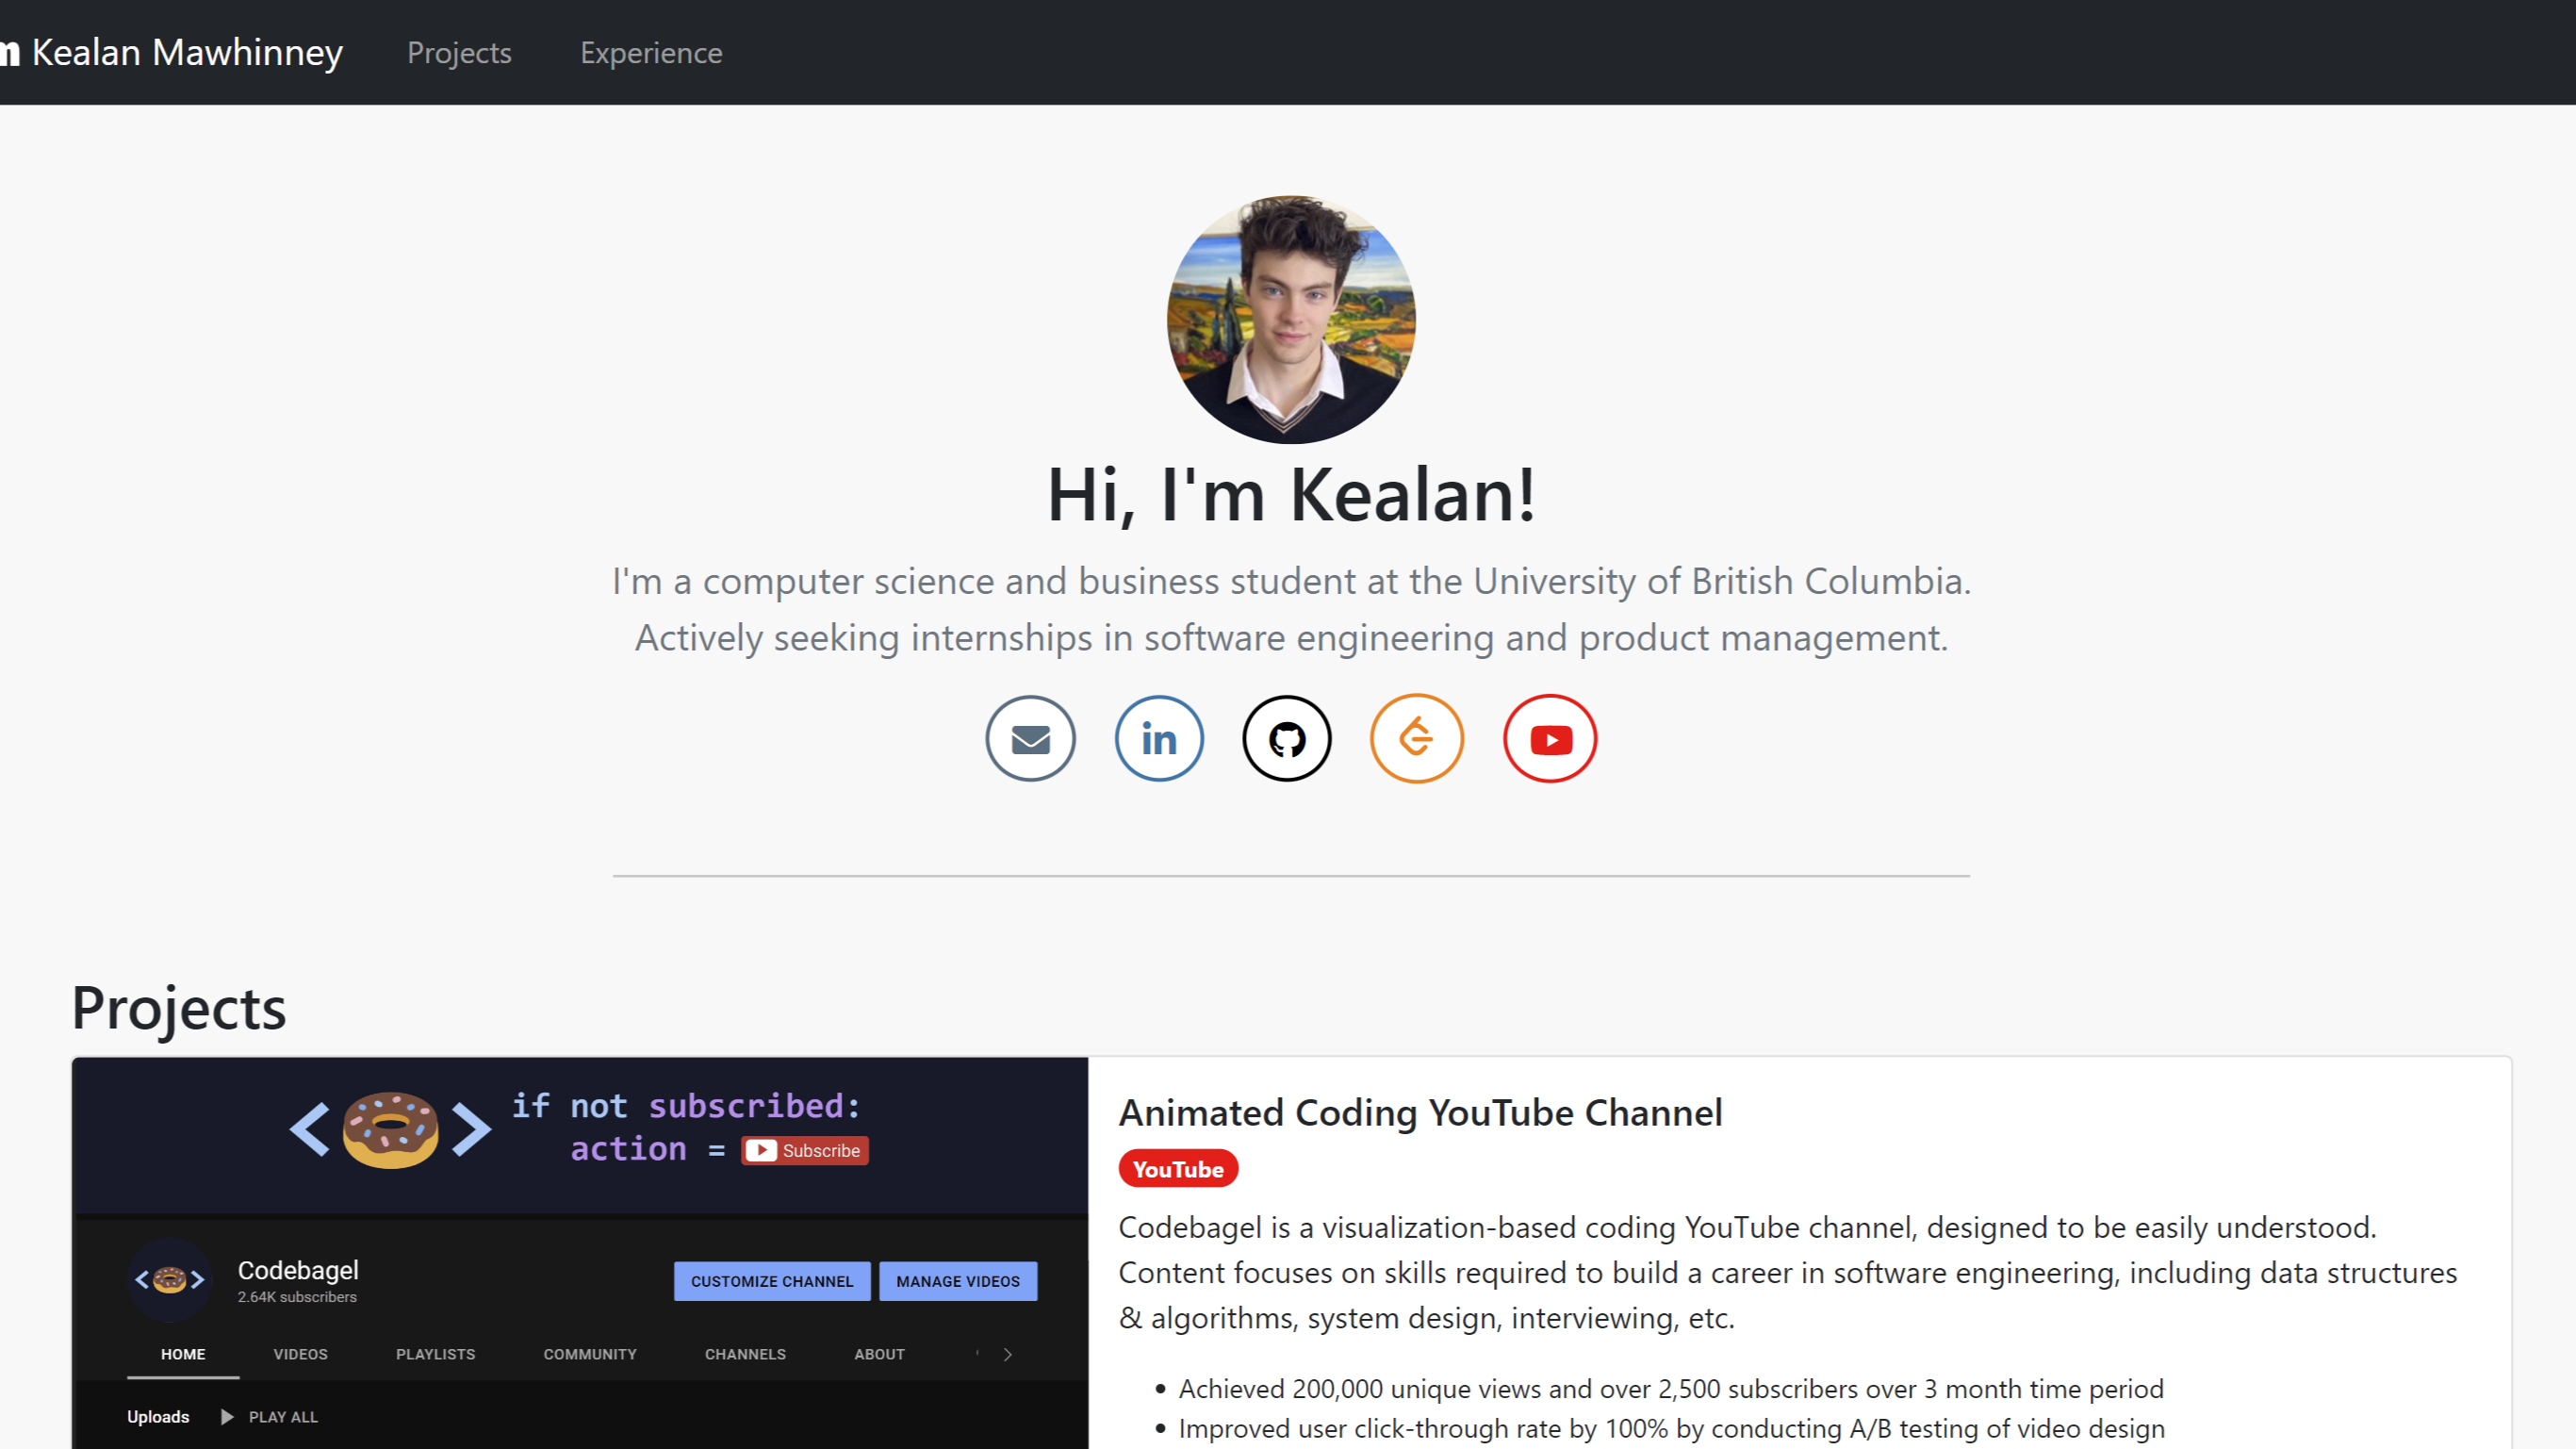 m Kealan Mawhinney Projects Experience
Hi, I'm Kealan!
I'm a computer science and business student at the University of British Columbia.
Actively seeking internships in software engineering and product management.
in
Projects
if not subscribed:
action = Subscribe
Codebagel
2.64K subscribers
CUSTOMIZE CHANNEL MANAGE VIDEOS
HOME VIDEOS PLAYLISTS COMMUNITY CHANNELS ABOUT
Uploads PLAY ALL
Animated Coding YouTube Channel
YouTube
Codebagel is a visualization-based coding YouTube channel, designed to be easily understood.
Content focuses on skills required to build a career in software engineering, including data structures
& algorithms, system design, interviewing, etc.
• Achieved 200,000 unique views and over 2,500 subscribers over 3 month time period
• Improved user click-through rate by 100% by conducting A/B testing of video design